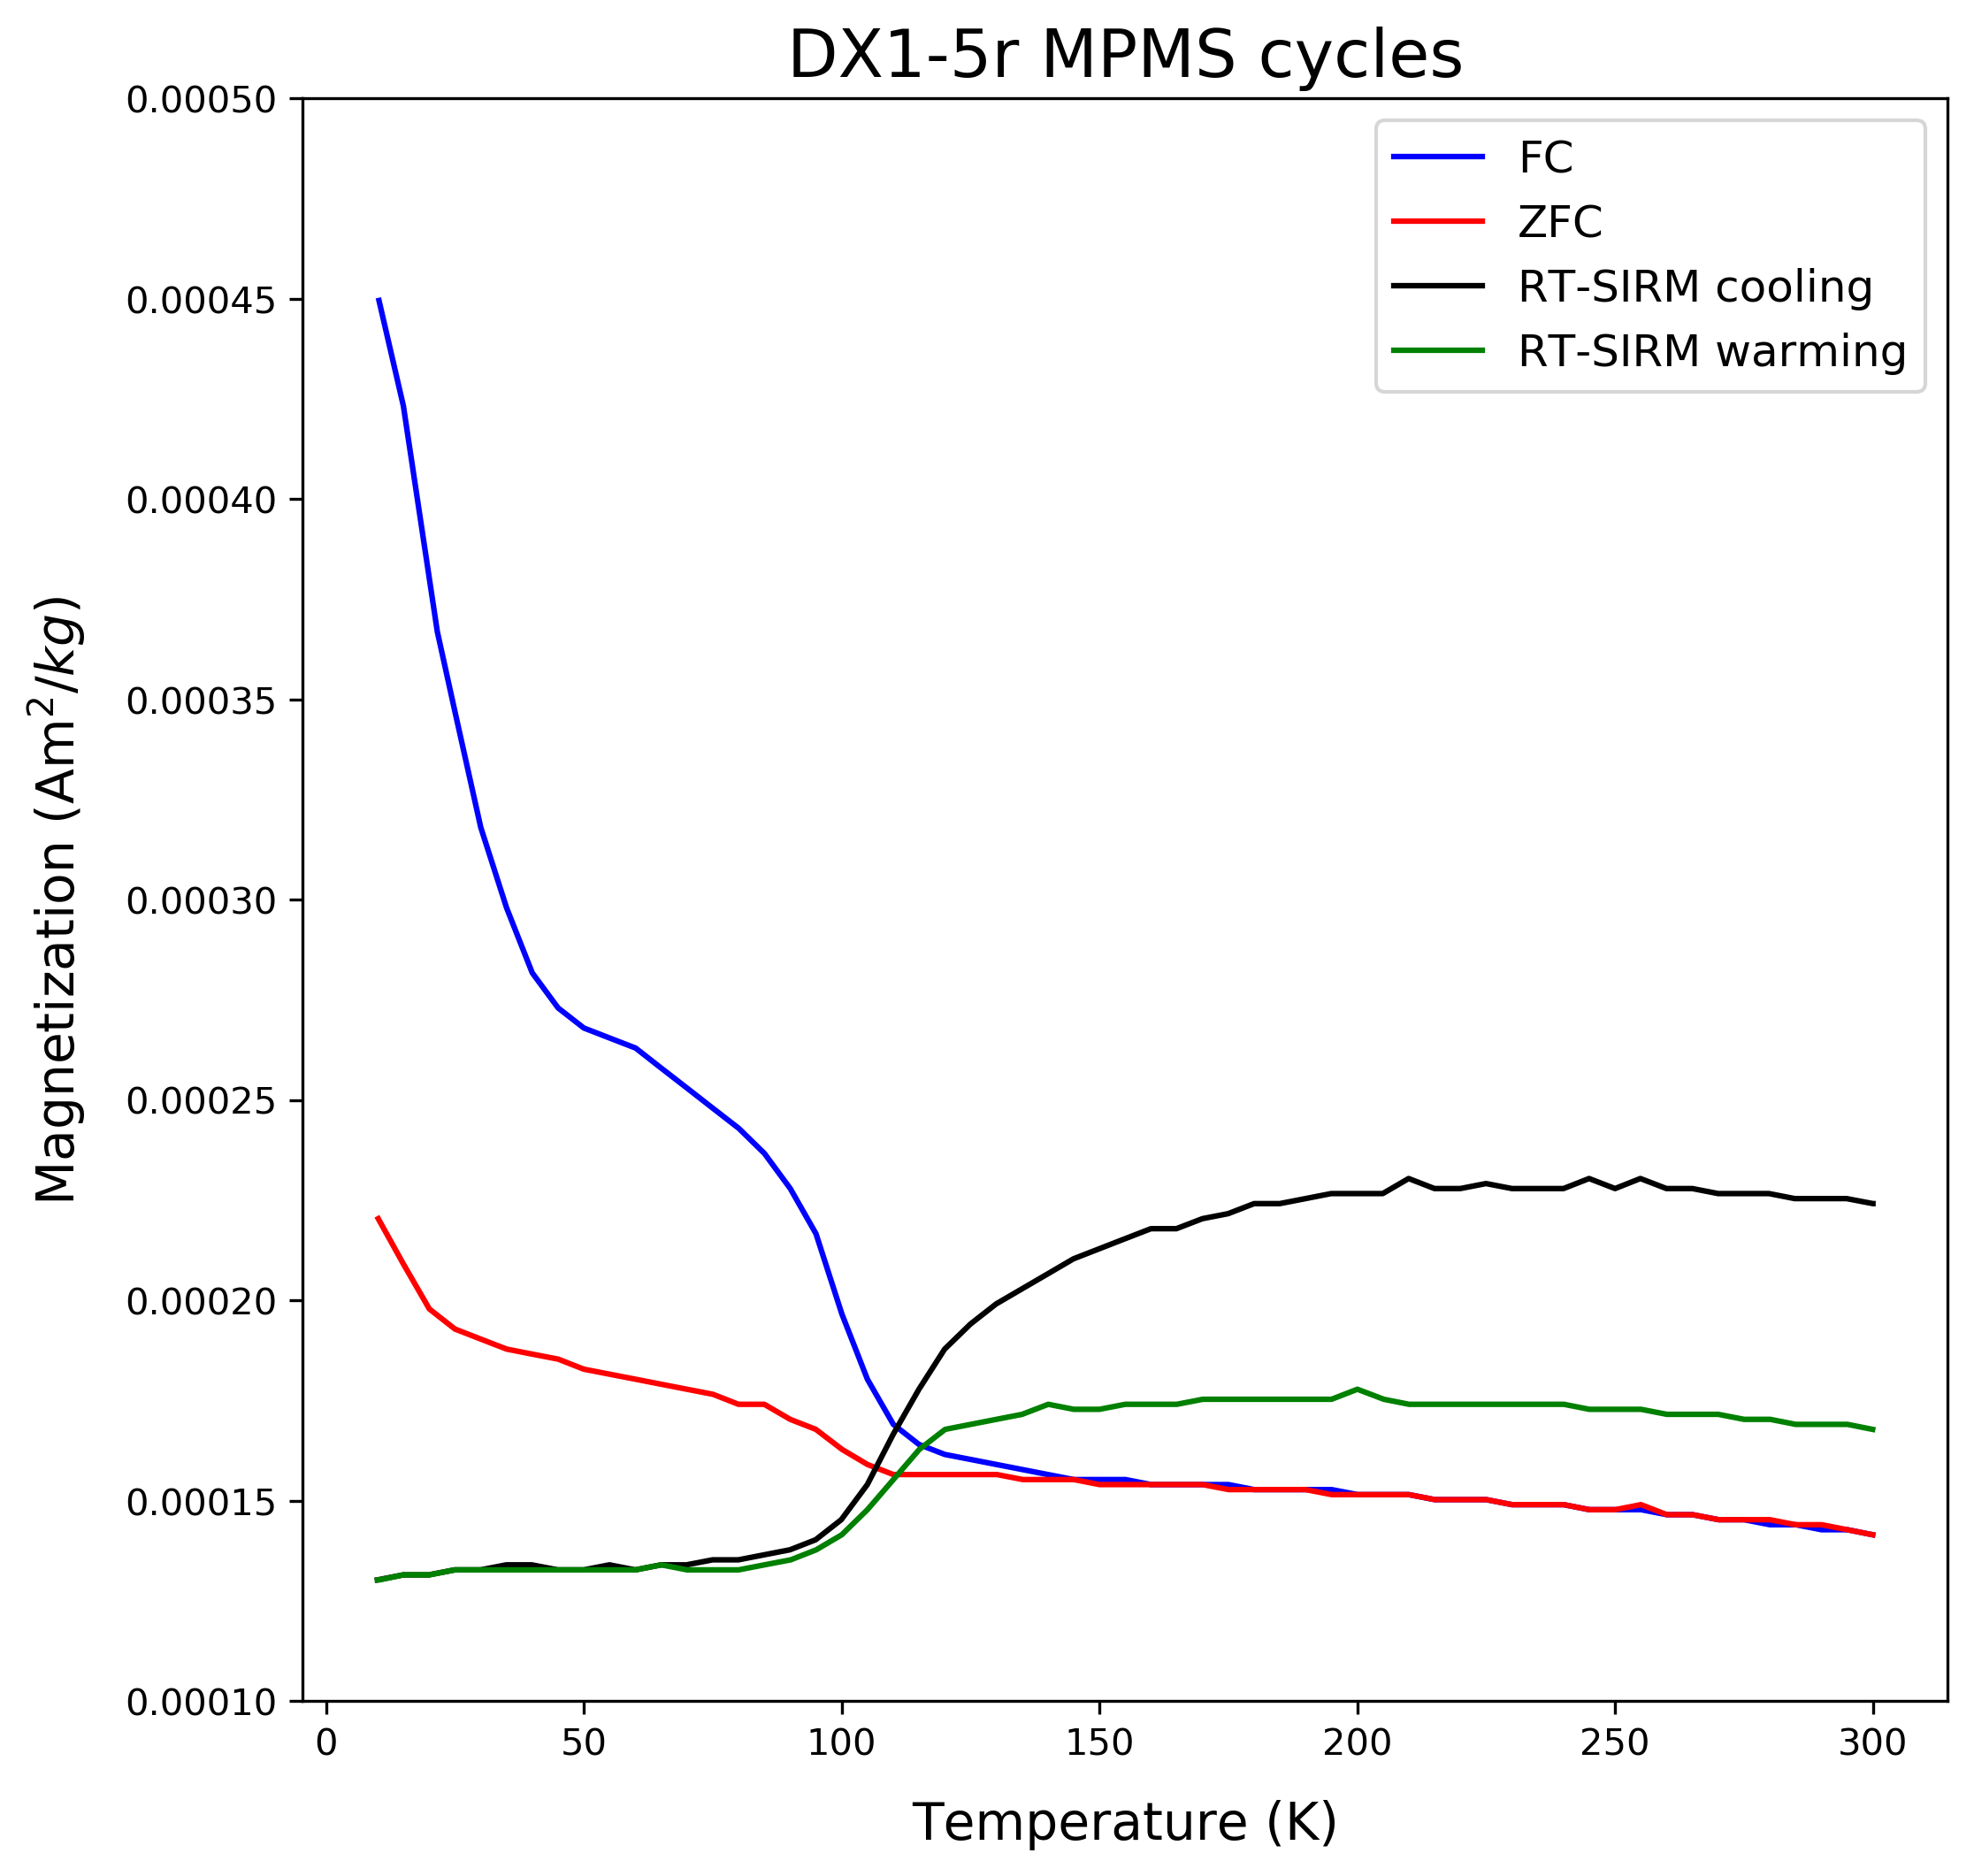 DX1-5r MPMS cycles
0.00050
0.00045
0.00040
0.00035
0.00030
0.00025
0.00020
0.00015
0.00010
Magnetization (Am²/kg)
FC
ZFC
RT-SIRM cooling
RT-SIRM warming
0 50 100 150 200 250 300
Temperature (K)